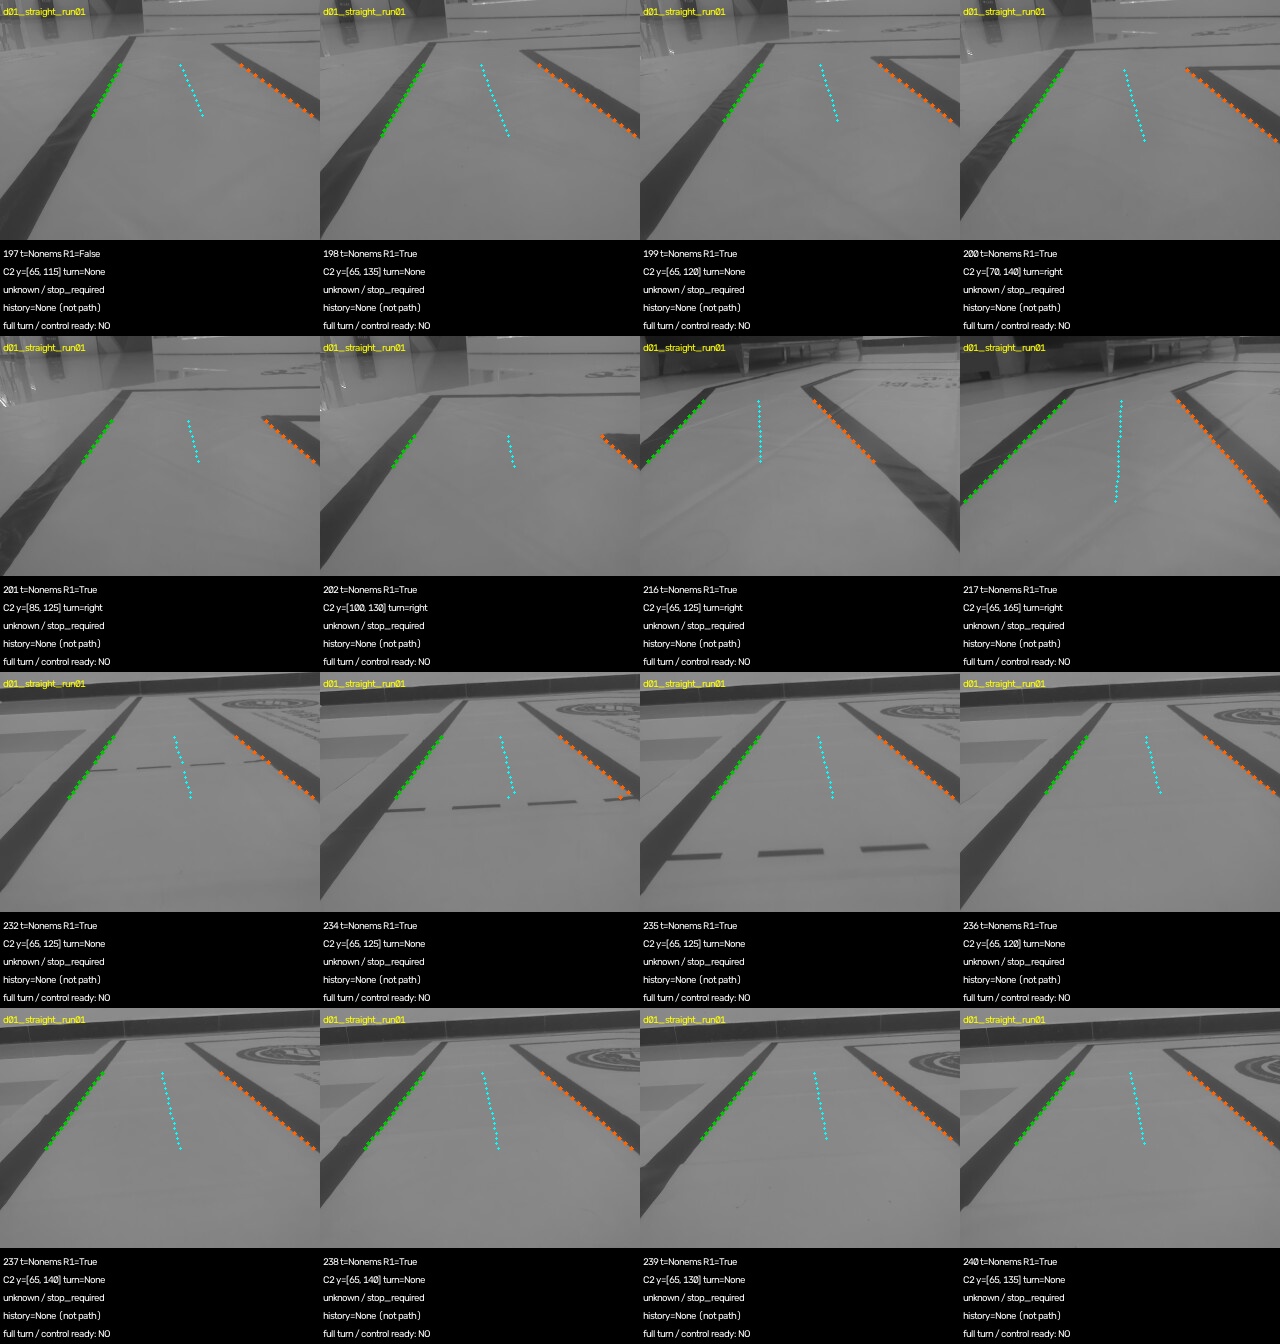 d01_straight_run01
d01_straight_run01
d01_straight_run01
d01_straight_run01
197 t=Nonems R1=False
C2 y=[65, 115] turn=None
unknown / stop_required
history=None (not path)
full turn / control ready: NO
198 t=Nonems R1=True
C2 y=[65, 135] turn=None
unknown / stop_required
history=None (not path)
full turn / control ready: NO
199 t=Nonems R1=True
C2 y=[65, 120] turn=None
unknown / stop_required
history=None (not path)
full turn / control ready: NO
200 t=Nonems R1=True
C2 y=[70, 140] turn=right
unknown / stop_required
history=None (not path)
full turn / control ready: NO
d01_straight_run01
d01_straight_run01
d01_straight_run01
d01_straight_run01
201 t=Nonems R1=True
C2 y=[85, 125] turn=right
unknown / stop_required
history=None (not path)
full turn / control ready: NO
202 t=Nonems R1=True
C2 y=[100, 130] turn=right
unknown / stop_required
history=None (not path)
full turn / control ready: NO
216 t=Nonems R1=True
C2 y=[65, 125] turn=right
unknown / stop_required
history=None (not path)
full turn / control ready: NO
217 t=Nonems R1=True
C2 y=[65, 165] turn=right
unknown / stop_required
history=None (not path)
full turn / control ready: NO
d01_straight_run01
d01_straight_run01
d01_straight_run01
d01_straight_run01
232 t=Nonems R1=True
C2 y=[65, 125] turn=None
unknown / stop_required
history=None (not path)
full turn / control ready: NO
234 t=Nonems R1=True
C2 y=[65, 125] turn=None
unknown / stop_required
history=None (not path)
full turn / control ready: NO
235 t=Nonems R1=True
C2 y=[65, 125] turn=None
unknown / stop_required
history=None (not path)
full turn / control ready: NO
236 t=Nonems R1=True
C2 y=[65, 120] turn=None
unknown / stop_required
history=None (not path)
full turn / control ready: NO
d01_straight_run01
d01_straight_run01
d01_straight_run01
d01_straight_run01
237 t=Nonems R1=True
C2 y=[65, 140] turn=None
unknown / stop_required
history=None (not path)
full turn / control ready: NO
238 t=Nonems R1=True
C2 y=[65, 140] turn=None
unknown / stop_required
history=None (not path)
full turn / control ready: NO
239 t=Nonems R1=True
C2 y=[65, 130] turn=None
unknown / stop_required
history=None (not path)
full turn / control ready: NO
240 t=Nonems R1=True
C2 y=[65, 135] turn=None
unknown / stop_required
history=None (not path)
full turn / control ready: NO